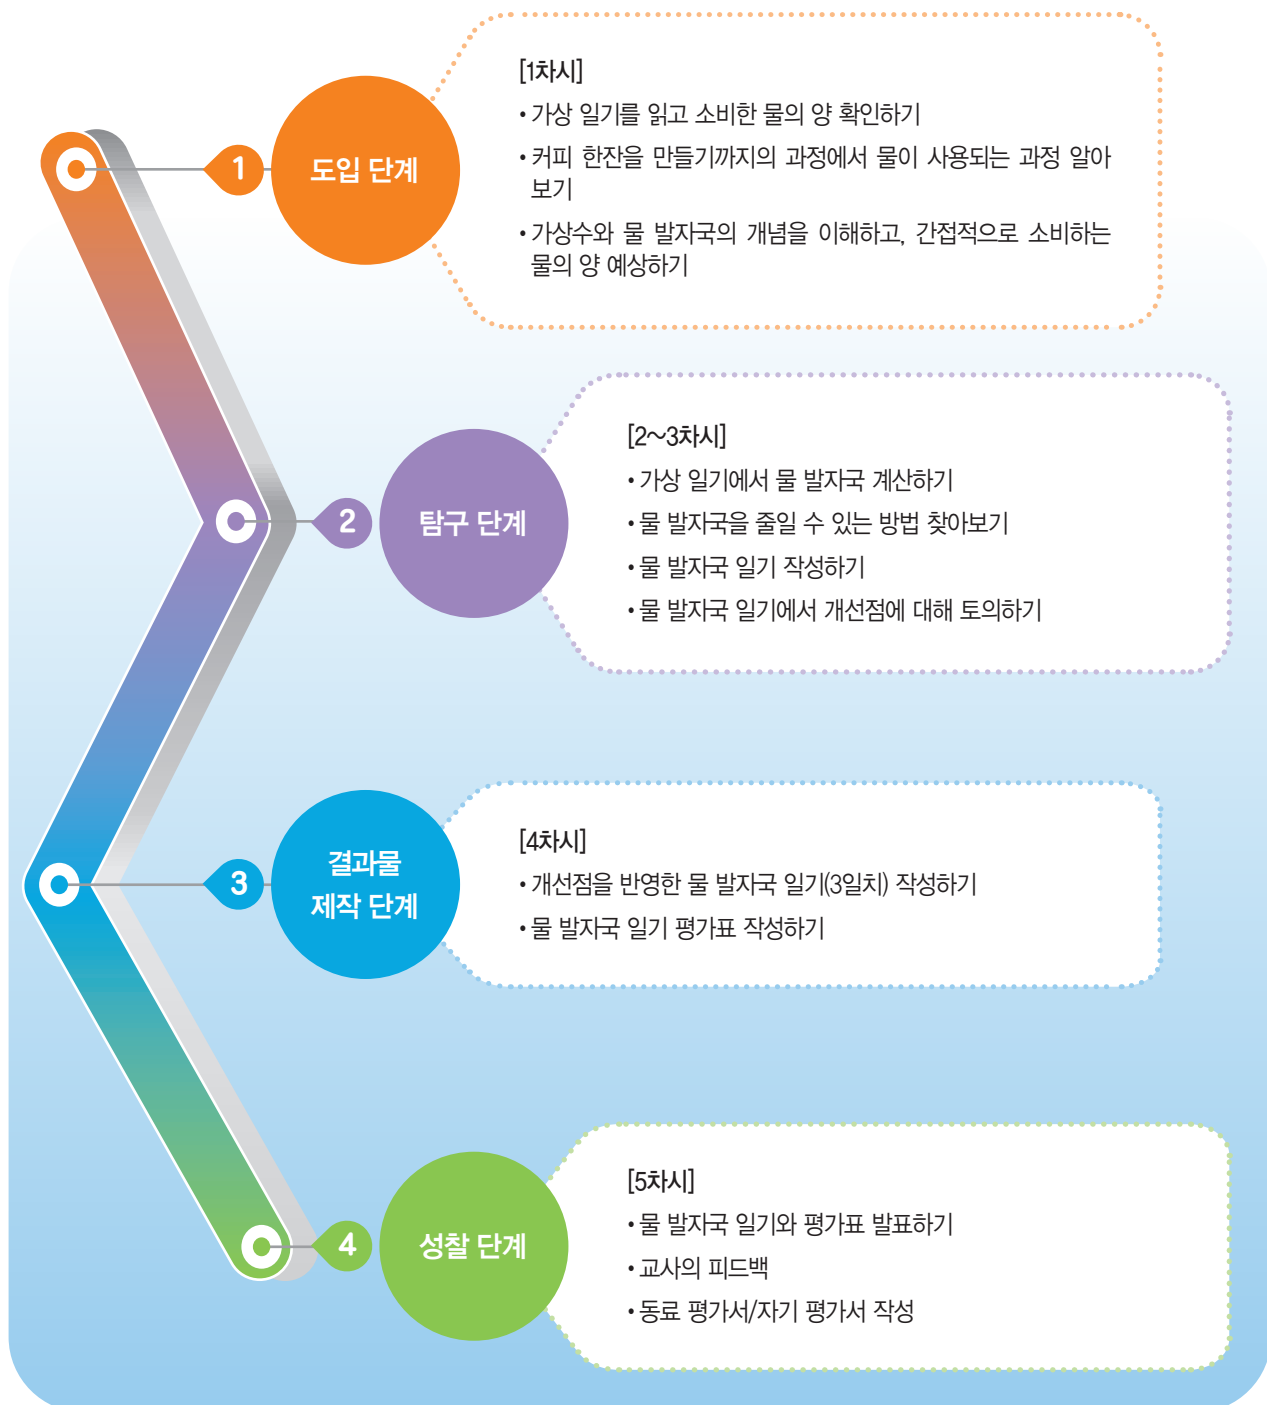 1
도입 단계
[1차시]
• 가상 일기를 읽고 소비한 물의 양 확인하기
• 커피 한잔을 만들기까지의 과정에서 물이 사용되는 과정 알아
보기
• 가상수와 물 발자국의 개념을 이해하고, 간접적으로 소비하는
물의 양 예상하기
2
탐구 단계
[2~3차시]
• 가상 일기에서 물 발자국 계산하기
• 물 발자국을 줄일 수 있는 방법 찾아보기
• 물 발자국 일기 작성하기
• 물 발자국 일기에서 개선점에 대해 토의하기
3
결과물
제작 단계
[4차시]
• 개선점을 반영한 물 발자국 일기(3일치) 작성하기
• 물 발자국 일기 평가표 작성하기
4
성찰 단계
[5차시]
• 물 발자국 일기와 평가표 발표하기
• 교사의 피드백
• 동료 평가서/자기 평가서 작성